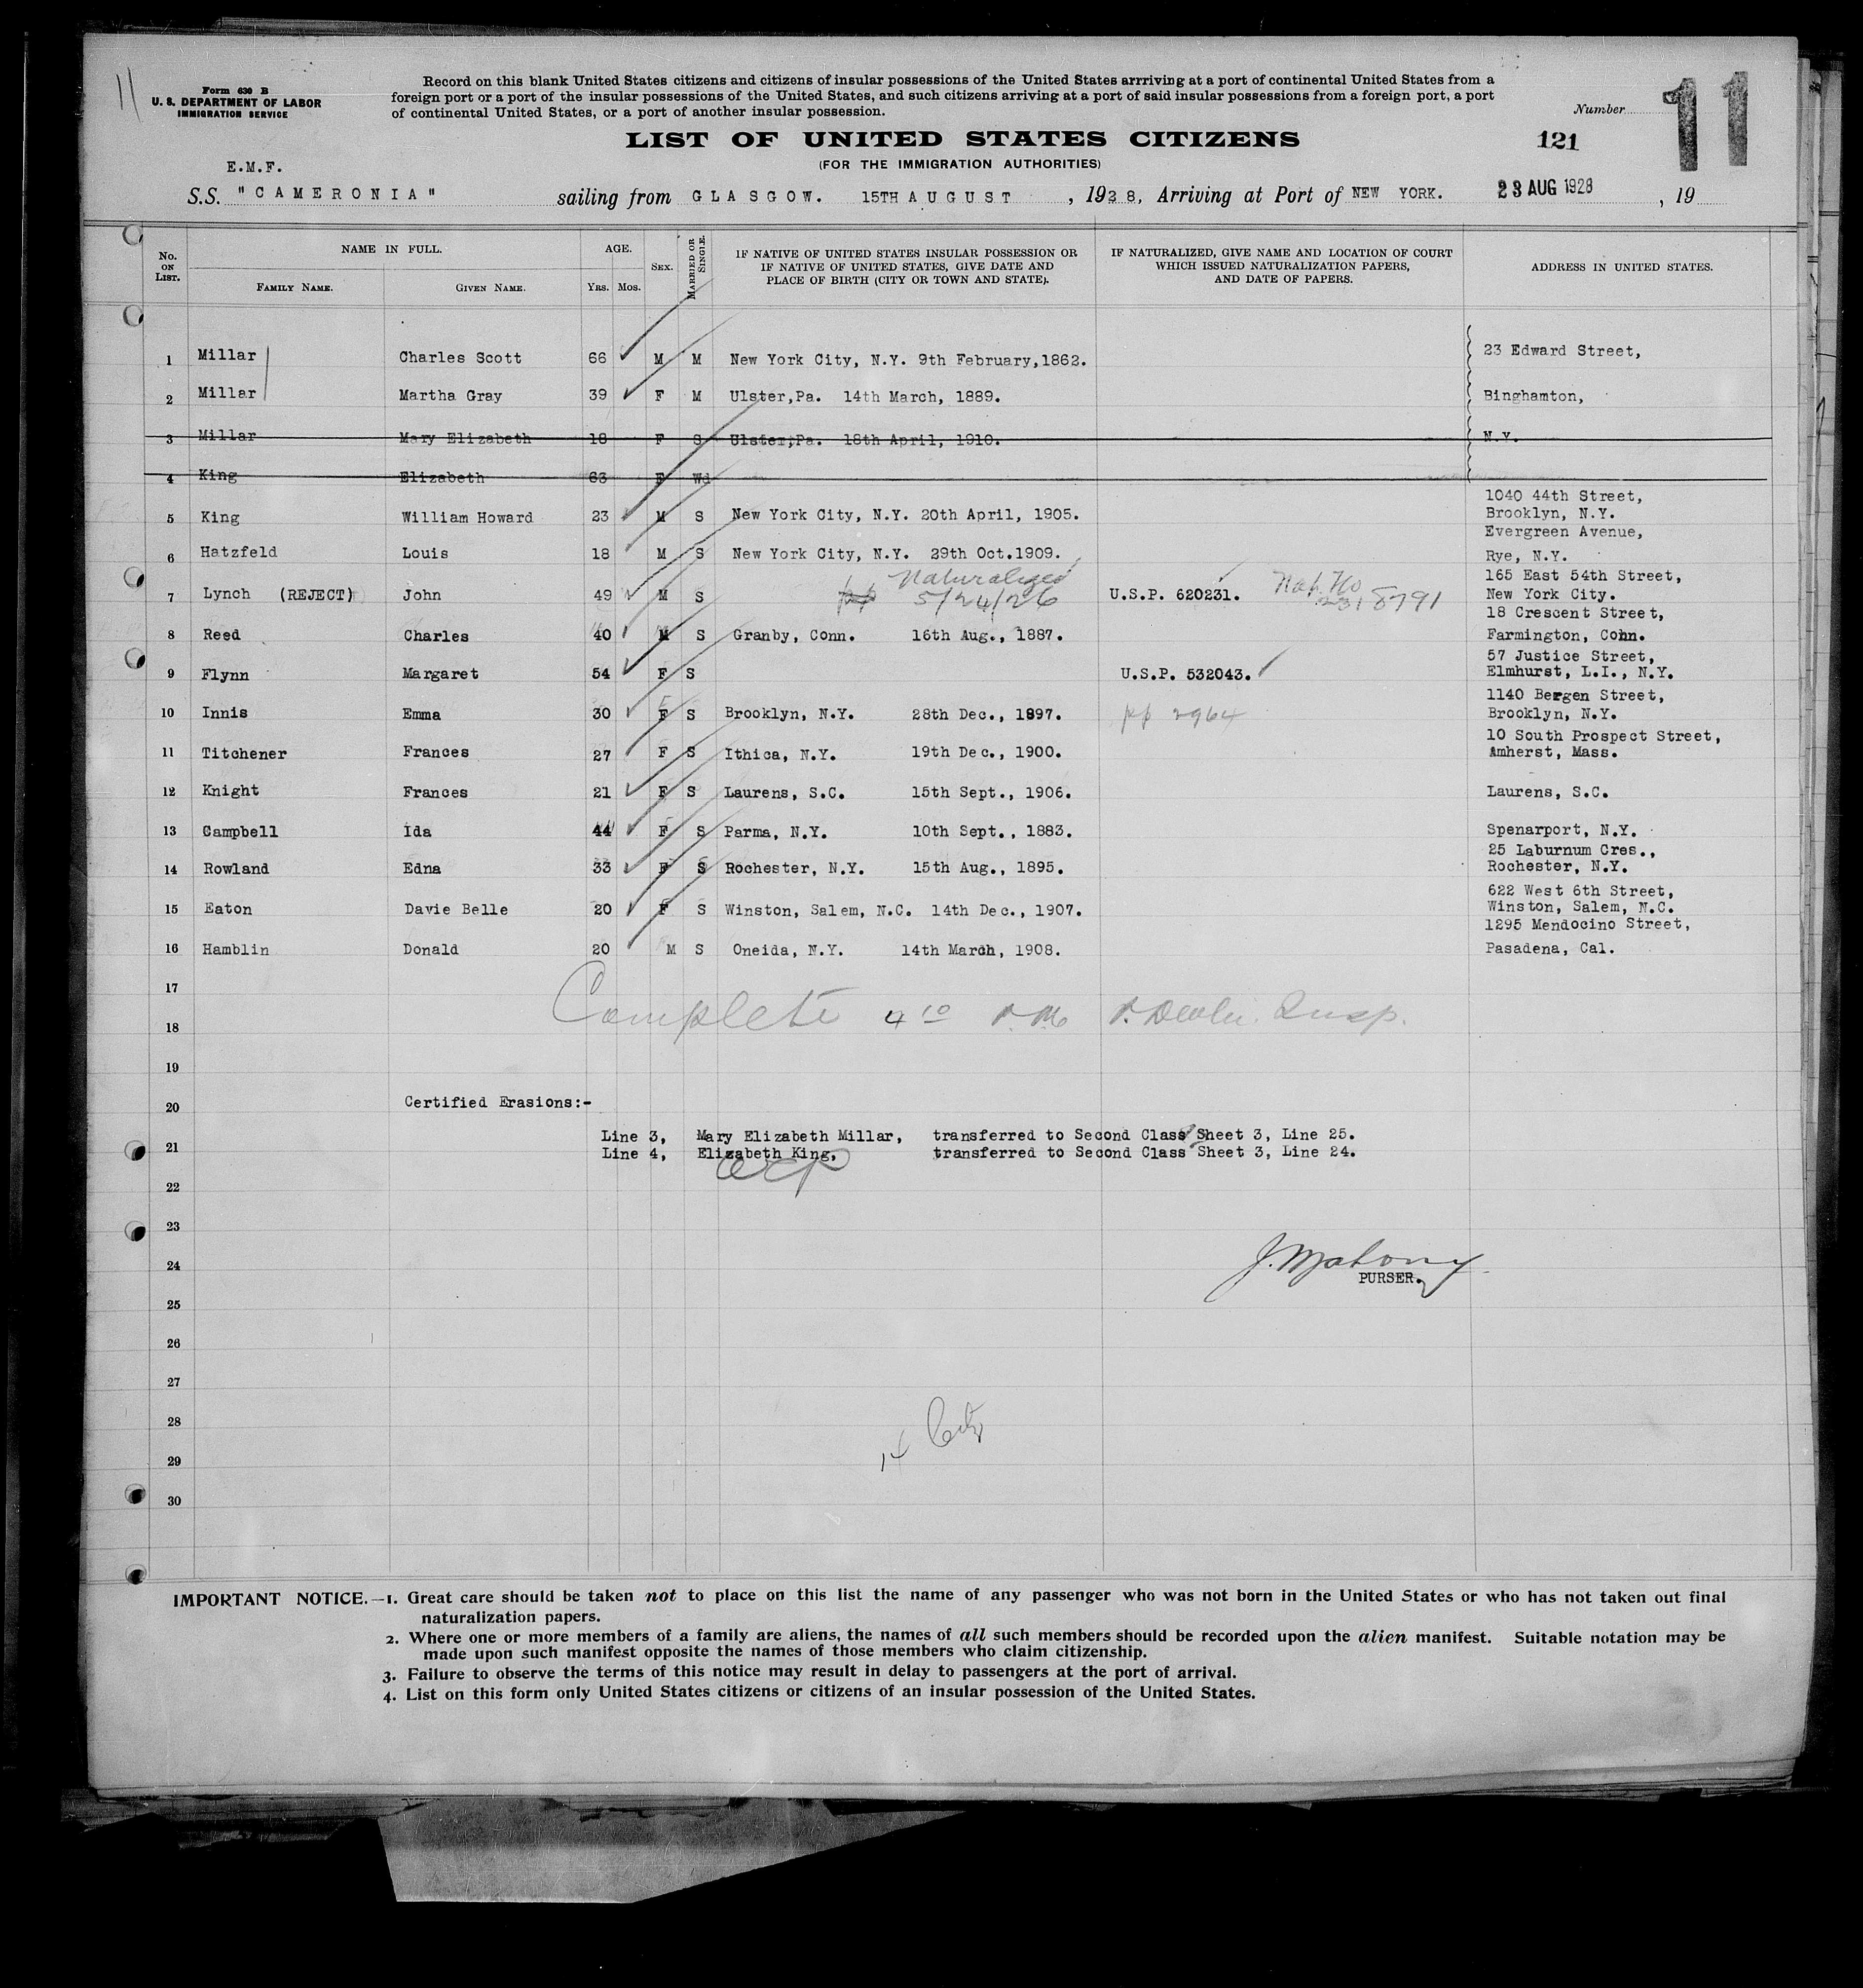 11
Form 630 B
U. S. DEPARTMENT OF LABOR
IMMIGRATION SERVICE
Record on this blank United States citizens and citizens of insular possessions of the United States arrriving at a port of continental United States from a
foreign port or a port of the insular possessions of the United States, and such citizens arriving at a port of said insular possessions from a foreign port, a port
of continental United States, or a port of another insular possession.
Number 11
LIST OF UNITED STATES CITIZENS
121
(FOR THE IMMIGRATION AUTHORITIES)
E.M.F.
S.S. "CAMERONIA" sailing from GLASGOW. 15TH AUGUST, 1928, Arriving at Port of NEW YORK. 23 AUG 1928, 19
No. ON LIST. NAME IN FULL. AGE. SEX. MARRIED OR SINGLE. IF NATIVE OF UNITED STATES INSULAR POSSESSION OR IF NATIVE OF UNITED STATES, GIVE DATE AND PLACE OF BIRTH (CITY OR TOWN AND STATE). IF NATURALIZED, GIVE NAME AND LOCATION OF COURT WHICH ISSUED NATURALIZATION PAPERS, AND DATE OF PAPERS. ADDRESS IN UNITED STATES.
FAMILY NAME. GIVEN NAME. YRS. MOS.
1 Millar Charles Scott 66 M M New York City, N.Y. 9th February,1862. 23 Edward Street,
2 Millar Martha Gray 39 F M Ulster,Pa. 14th March, 1889. Binghamton,
3 Millar Mary Elizabeth 18 F S Ulster,Pa. 18th April, 1910. N.Y.
4 King Elizabeth 63 F Wd
1040 44th Street,
5 King William Howard 23 M S New York City, N.Y. 20th April, 1905. Brooklyn, N.Y.
Evergreen Avenue,
6 Hatzfeld Louis 18 M S New York City, N.Y. 29th Oct.1909. Rye, N.Y.
Naturalized 165 East 54th Street,
7 Lynch (REJECT) John 49 M S pp 5/24/26 U.S.P. 620231. Nat. No 2318791 New York City.
18 Crescent Street,
8 Reed Charles 40 M S Granby, Conn. 16th Aug., 1887. Farmington, Conn.
57 Justice Street,
9 Flynn Margaret 54 F S U.S.P. 532043. Elmhurst, L.I., N.Y.
1140 Bergen Street,
10 Innis Emma 30 F S Brooklyn, N.Y. 28th Dec., 1897. pp 2964 Brooklyn, N.Y.
10 South Prospect Street,
11 Titchener Frances 27 F S Ithica, N.Y. 19th Dec., 1900. Amherst, Mass.
12 Knight Frances 21 F S Laurens, S.C. 15th Sept., 1906. Laurens, S.C.
13 Campbell Ida 44 F S Parma, N.Y. 10th Sept., 1883. Spenarport, N.Y.
25 Laburnum Cres.,
14 Rowland Edna 33 F S Rochester, N.Y. 15th Aug., 1895. Rochester, N.Y.
622 West 6th Street,
15 Eaton Davie Belle 20 F S Winston, Salem, N.C. 14th Dec., 1907. Winston, Salem, N.C.
1295 Mendocino Street,
16 Hamblin Donald 20 M S Oneida, N.Y. 14th March, 1908. Pasadena, Cal.
17
Complete 4 10 P.M. Insp.
18
19
20 Certified Erasions:-
Line 3, Mary Elizabeth Millar, transferred to Second Class Sheet 3, Line 25.
21
Line 4, Elizabeth King, transferred to Second Class Sheet 3, Line 24.
22
23
J. Mahony
24
PURSER.
25
26
27
28
29
30
IMPORTANT NOTICE.—1. Great care should be taken not to place on this list the name of any passenger who was not born in the United States or who has not taken out final
naturalization papers.
2. Where one or more members of a family are aliens, the names of all such members should be recorded upon the alien manifest. Suitable notation may be
made upon such manifest opposite the names of those members who claim citizenship.
3. Failure to observe the terms of this notice may result in delay to passengers at the port of arrival.
4. List on this form only United States citizens or citizens of an insular possession of the United States.